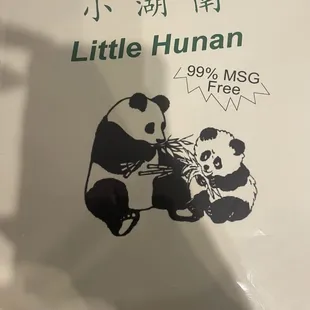 小湖南
Little Hunan
99% MSG
Free